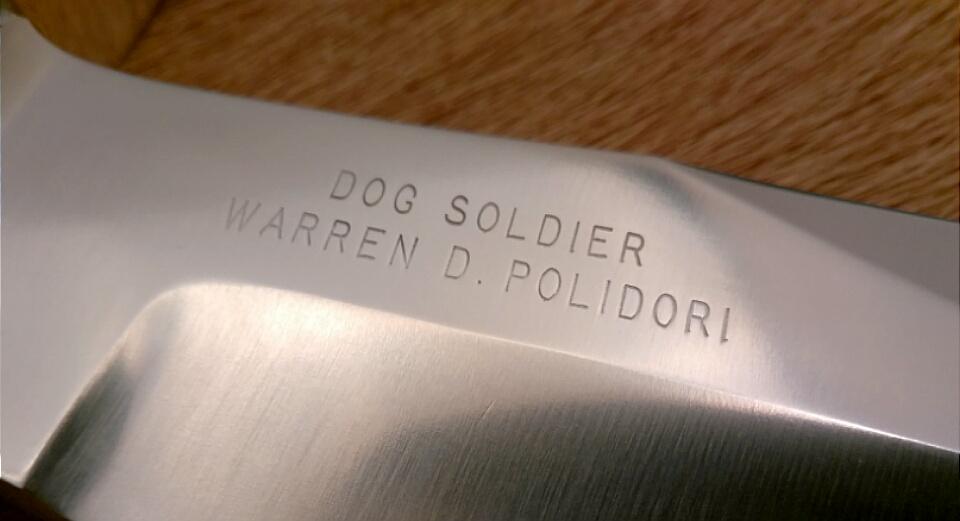 DOG SOLDIER
WARREN D. POLIDORI